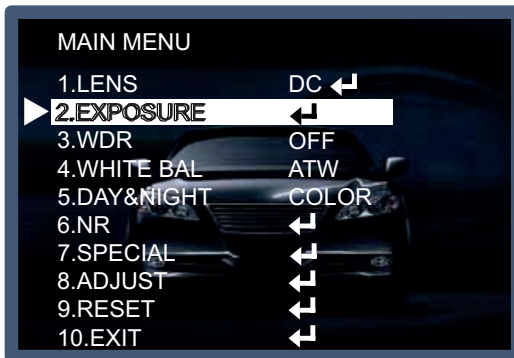 MAIN MENU
1.LENS DC ↵
2.EXPOSURE ↵
3.WDR OFF
4.WHITE BAL ATW
5.DAY&NIGHT COLOR
6.NR ↵
7.SPECIAL ↵
8.ADJUST ↵
9.RESET ↵
10.EXIT ↵